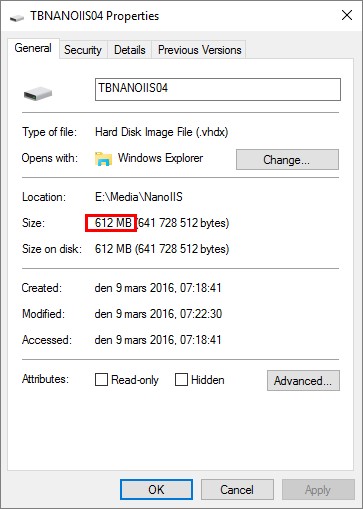 TBNANOIIS04 Properties
General Security Details Previous Versions
TBNANOIIS04
Type of file: Hard Disk Image File (.vhdx)
Opens with: Windows Explorer Change...
Location: E:\Media\NanoIIS
Size: 612 MB (641 728 512 bytes)
Size on disk: 612 MB (641 728 512 bytes)
Created: den 9 mars 2016, 07:18:41
Modified: den 9 mars 2016, 07:22:30
Accessed: den 9 mars 2016, 07:18:41
Attributes: Read-only Hidden Advanced...
OK Cancel Apply